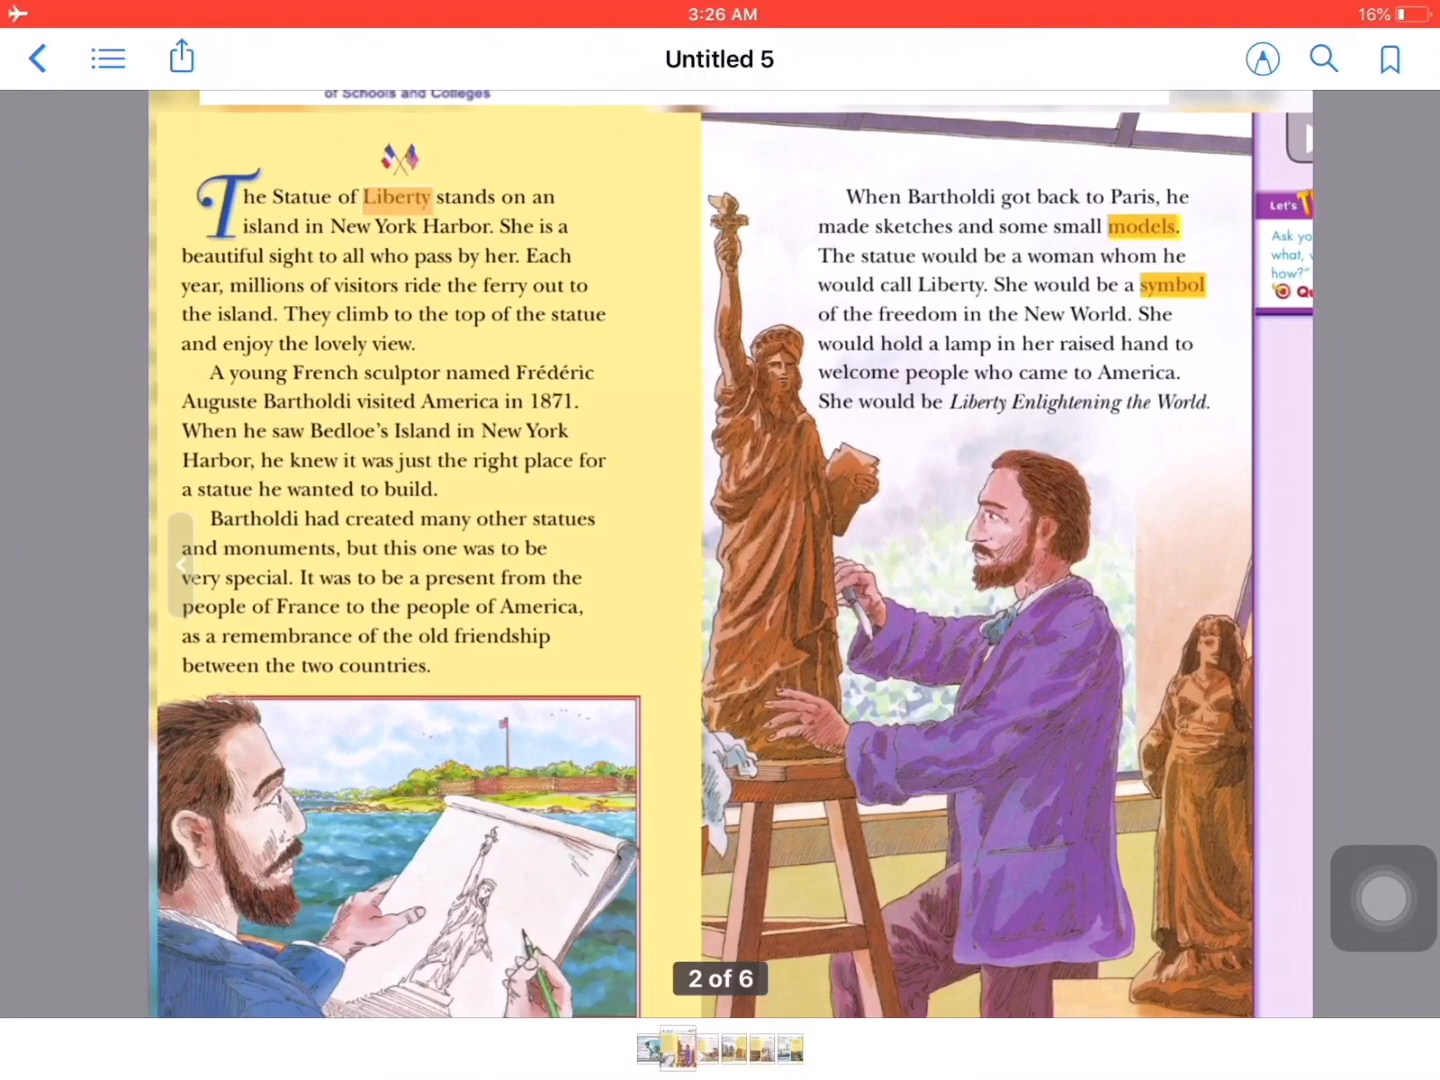 3:26 AM
16%
Untitled 5
of Schools and Colleges
The Statue of Liberty stands on an
island in New York Harbor. She is a
beautiful sight to all who pass by her. Each
year, millions of visitors ride the ferry out to
the island. They climb to the top of the statue
and enjoy the lovely view.
A young French sculptor named Frédéric
Auguste Bartholdi visited America in 1871.
When he saw Bedloe's Island in New York
Harbor, he knew it was just the right place for
a statue he wanted to build.
Bartholdi had created many other statues
and monuments, but this one was to be
very special. It was to be a present from the
people of France to the people of America,
as a remembrance of the old friendship
between the two countries.
When Bartholdi got back to Paris, he
made sketches and some small models.
The statue would be a woman whom he
would call Liberty. She would be a symbol
of the freedom in the New World. She
would hold a lamp in her raised hand to
welcome people who came to America.
She would be Liberty Enlightening the World.
Let's
Ask yo
what,
how?"
2 of 6